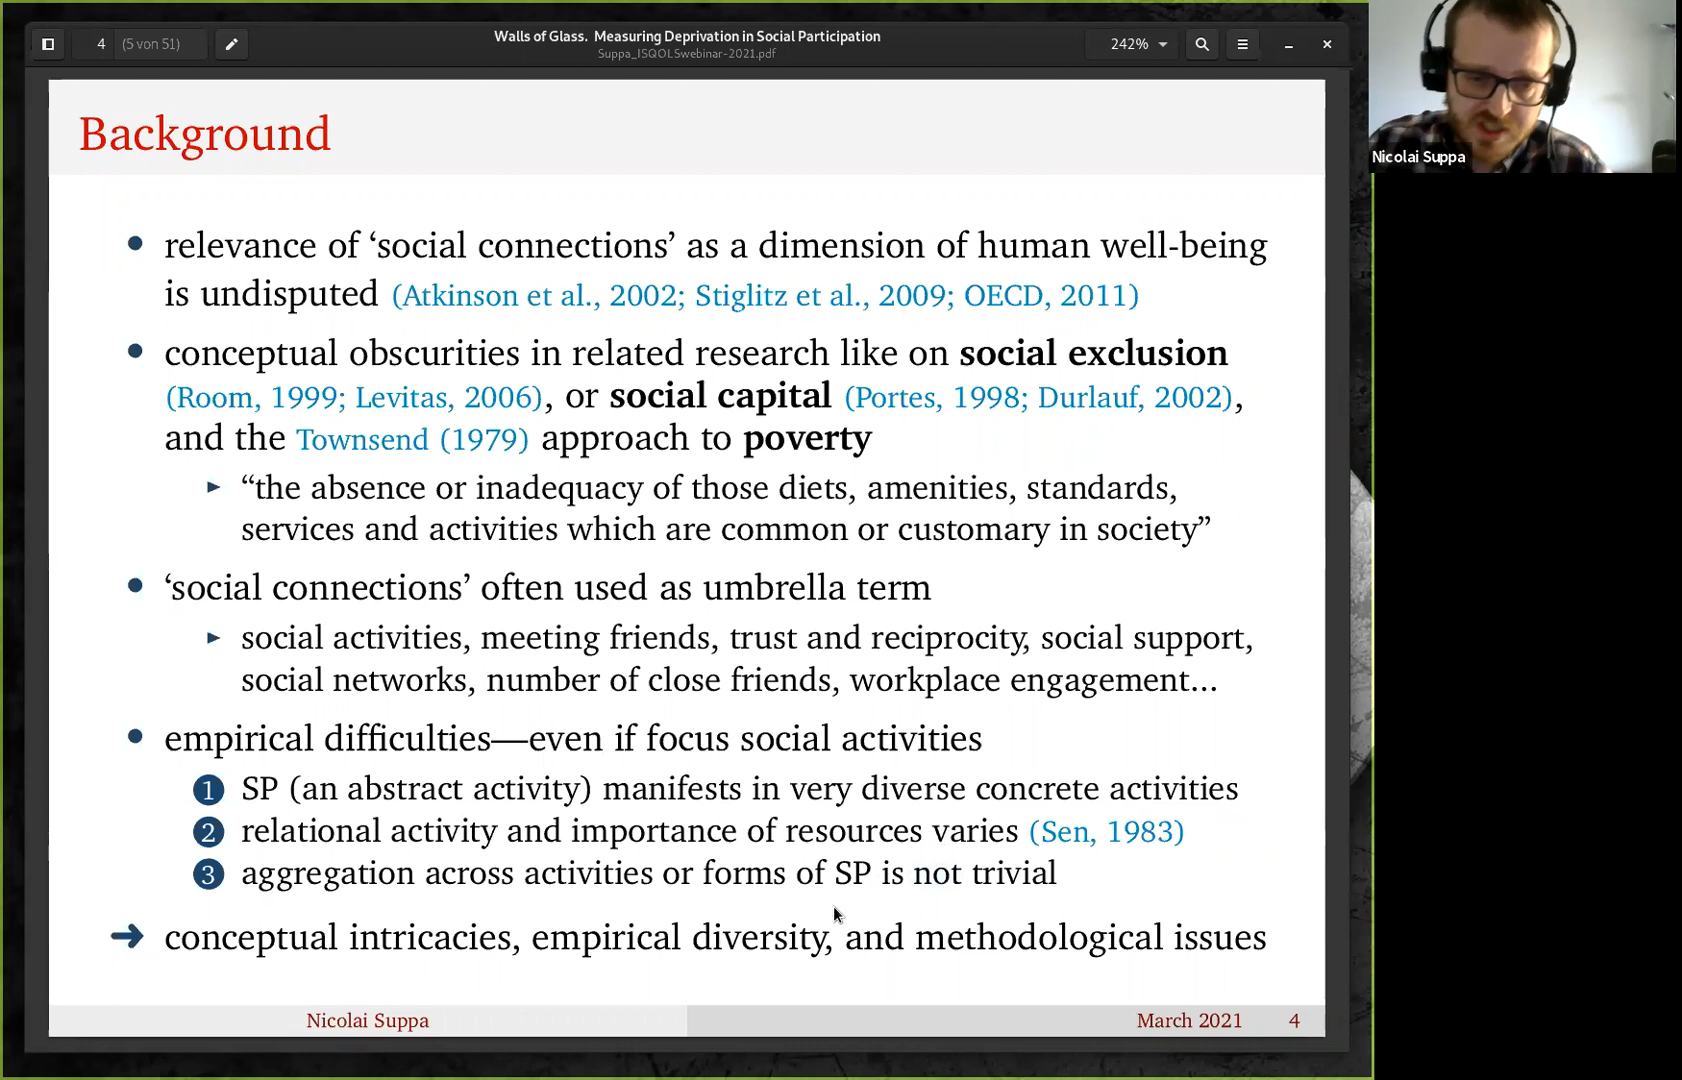 4 (5 von 51)
Walls of Glass. Measuring Deprivation in Social Participation
Suppa_ISQOLSwebinar-2021.pdf
242%
Nicolai Suppa
Background
• relevance of ‘social connections’ as a dimension of human well-being
is undisputed (Atkinson et al., 2002; Stiglitz et al., 2009; OECD, 2011)
• conceptual obscurities in related research like on social exclusion
(Room, 1999; Levitas, 2006), or social capital (Portes, 1998; Durlauf, 2002),
and the Townsend (1979) approach to poverty
► “the absence or inadequacy of those diets, amenities, standards,
services and activities which are common or customary in society”
• ‘social connections’ often used as umbrella term
► social activities, meeting friends, trust and reciprocity, social support,
social networks, number of close friends, workplace engagement...
• empirical difficulties—even if focus social activities
1 SP (an abstract activity) manifests in very diverse concrete activities
2 relational activity and importance of resources varies (Sen, 1983)
3 aggregation across activities or forms of SP is not trivial
➔ conceptual intricacies, empirical diversity, and methodological issues
Nicolai Suppa
March 2021 4